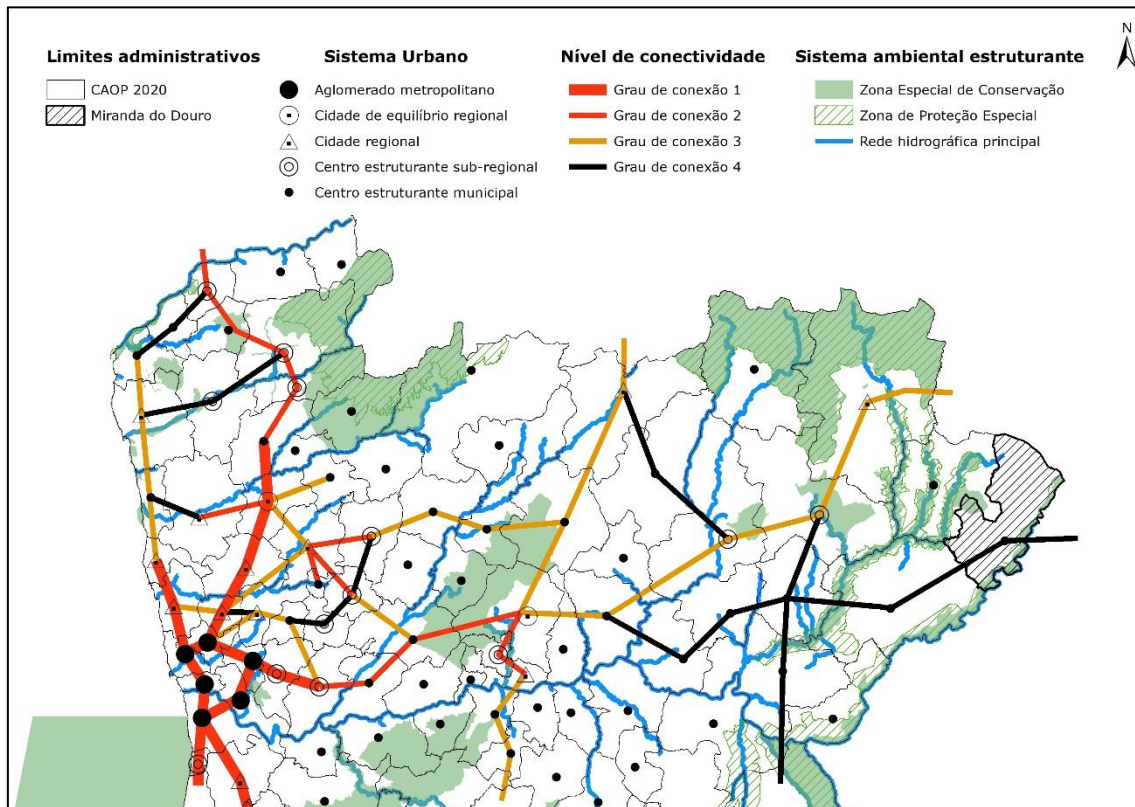 N
Limites administrativos
CAOP 2020
Miranda do Douro
Sistema Urbano
Aglomerado metropolitano
Cidade de equilíbrio regional
Cidade regional
Centro estruturante sub-regional
Centro estruturante municipal
Nível de conectividade
Grau de conexão 1
Grau de conexão 2
Grau de conexão 3
Grau de conexão 4
Sistema ambiental estruturante
Zona Especial de Conservação
Zona de Proteção Especial
Rede hidrográfica principal